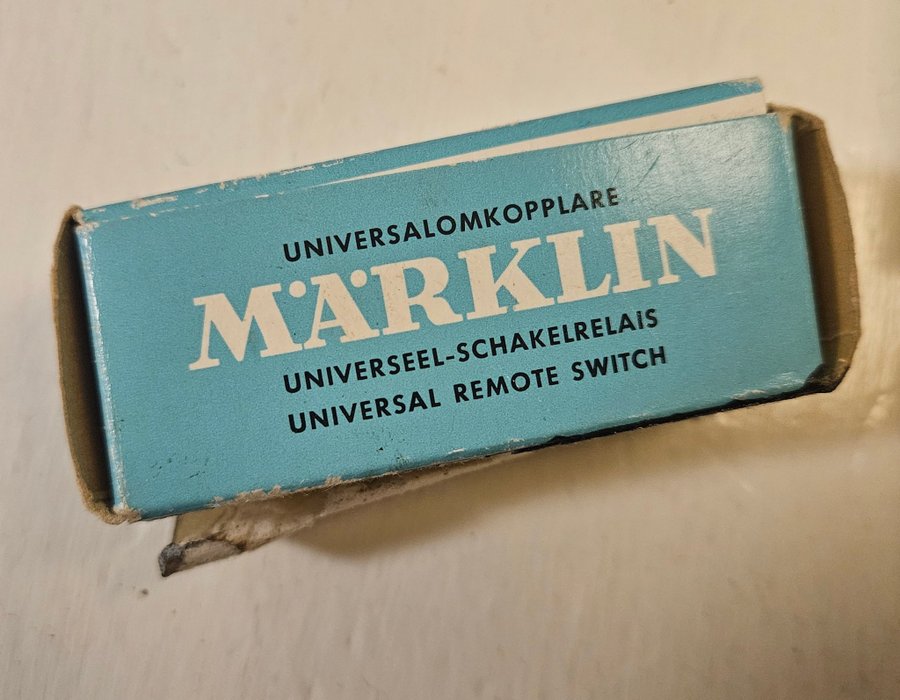 UNIVERSALOMKOPPLARE
MÄRKLIN
UNIVERSEEL-SCHAKELRELAIS
UNIVERSAL REMOTE SWITCH